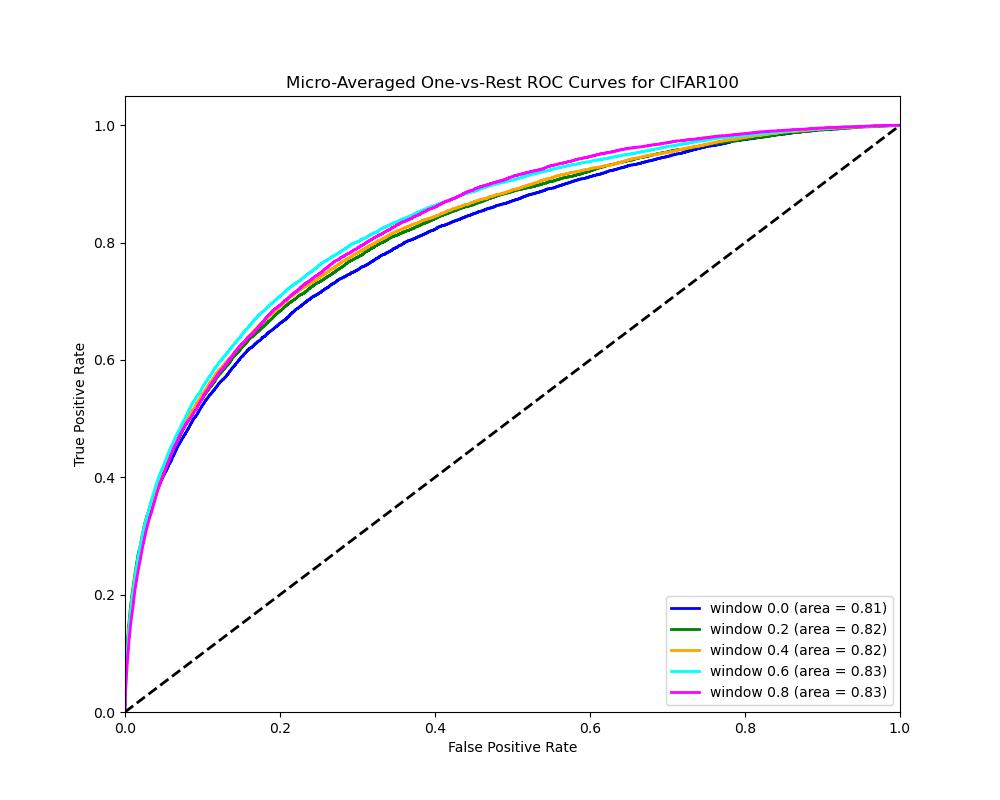 Micro-Averaged One-vs-Rest ROC Curves for CIFAR100
True Positive Rate
1.0
0.8
0.6
0.4
0.2
0.0
0.0 0.2 0.4 0.6 0.8 1.0
False Positive Rate
window 0.0 (area = 0.81)
window 0.2 (area = 0.82)
window 0.4 (area = 0.82)
window 0.6 (area = 0.83)
window 0.8 (area = 0.83)